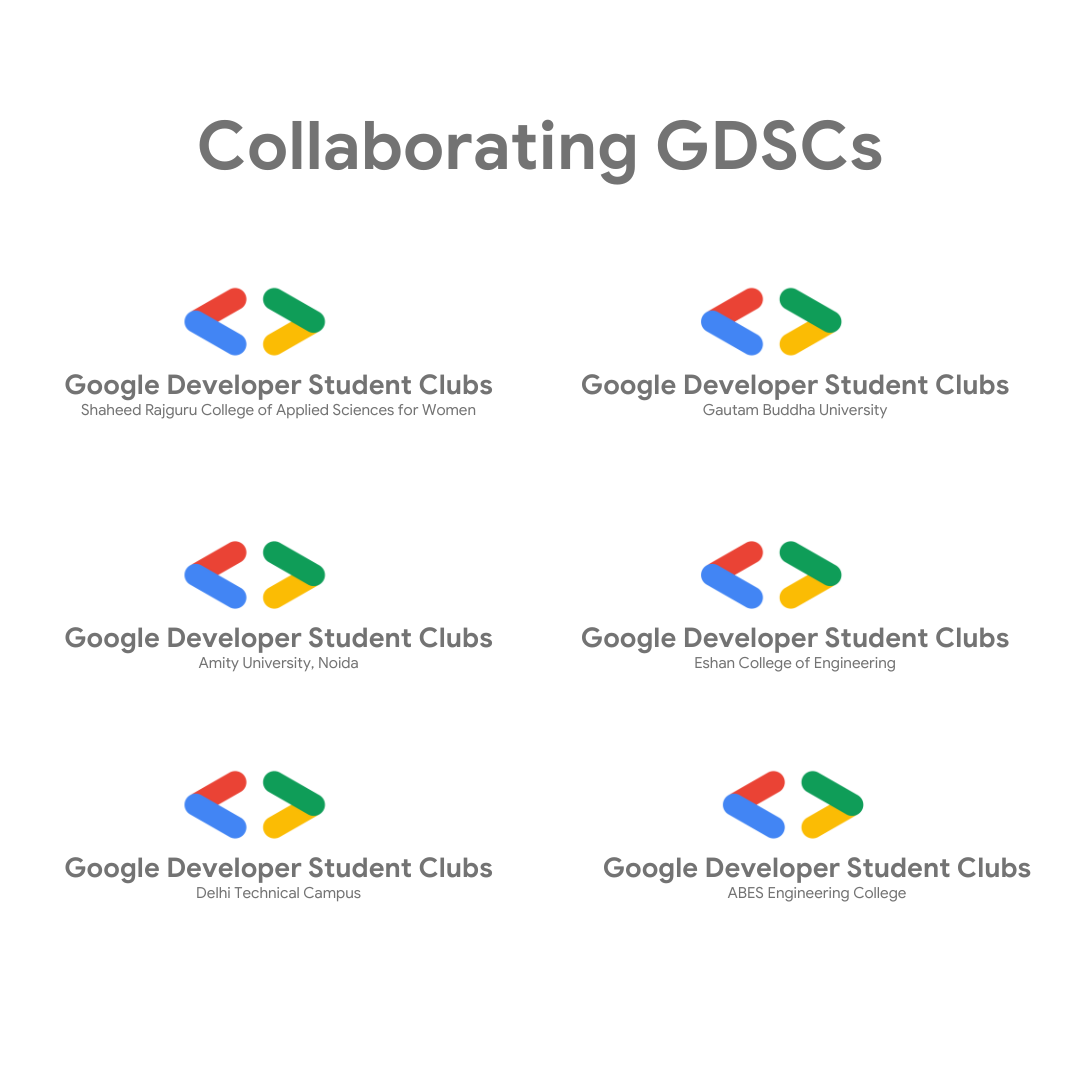 Collaborating GDSCs
Google Developer Student Clubs
Shaheed Rajguru College of Applied Sciences for Women
Google Developer Student Clubs
Gautam Buddha University
Google Developer Student Clubs
Amity University, Noida
Google Developer Student Clubs
Eshan College of Engineering
Google Developer Student Clubs
Delhi Technical Campus
Google Developer Student Clubs
ABES Engineering College